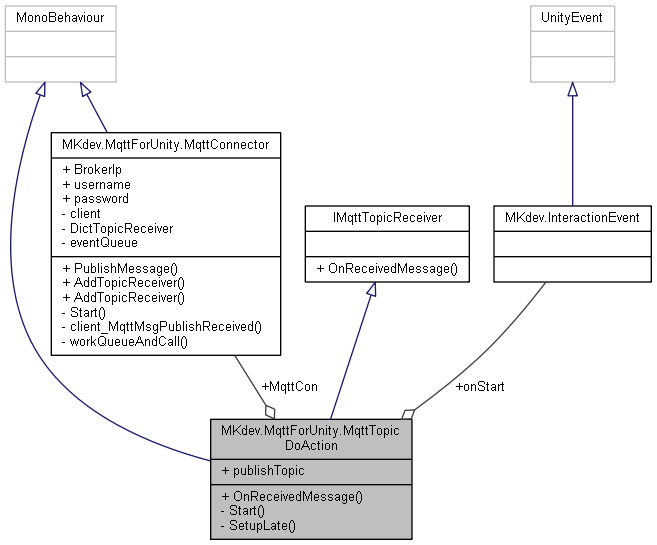 MonoBehaviour
UnityEvent
MKdev.MqttForUnity.MqttConnector
+ BrokerIp
+ username
+ password
- client
- DictTopicReceiver
- eventQueue
+ PublishMessage()
+ AddTopicReceiver()
+ AddTopicReceiver()
- Start()
- client_MqttMsgPublishReceived()
- workQueueAndCall()
IMqttTopicReceiver
+ OnReceivedMessage()
MKdev.InteractionEvent
+MqttCon
+onStart
MKdev.MqttForUnity.MqttTopic
DoAction
+ publishTopic
+ OnReceivedMessage()
- Start()
- SetupLate()